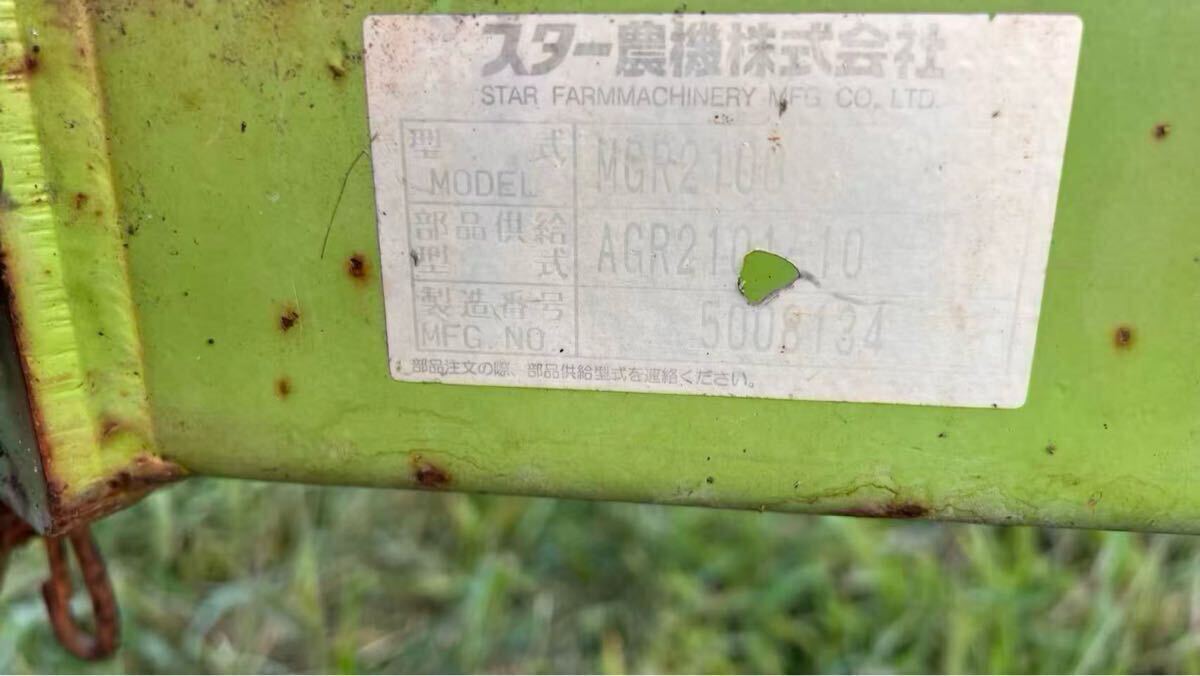 スター農機株式会社
STAR FARMMACHINERY MFG CO., LTD.
型式 MGR2100
MODEL
部品供給型式 AGR2101 10
製造番号 5008134
MFG. NO.
部品注文の際、部品供給型式を連絡ください。